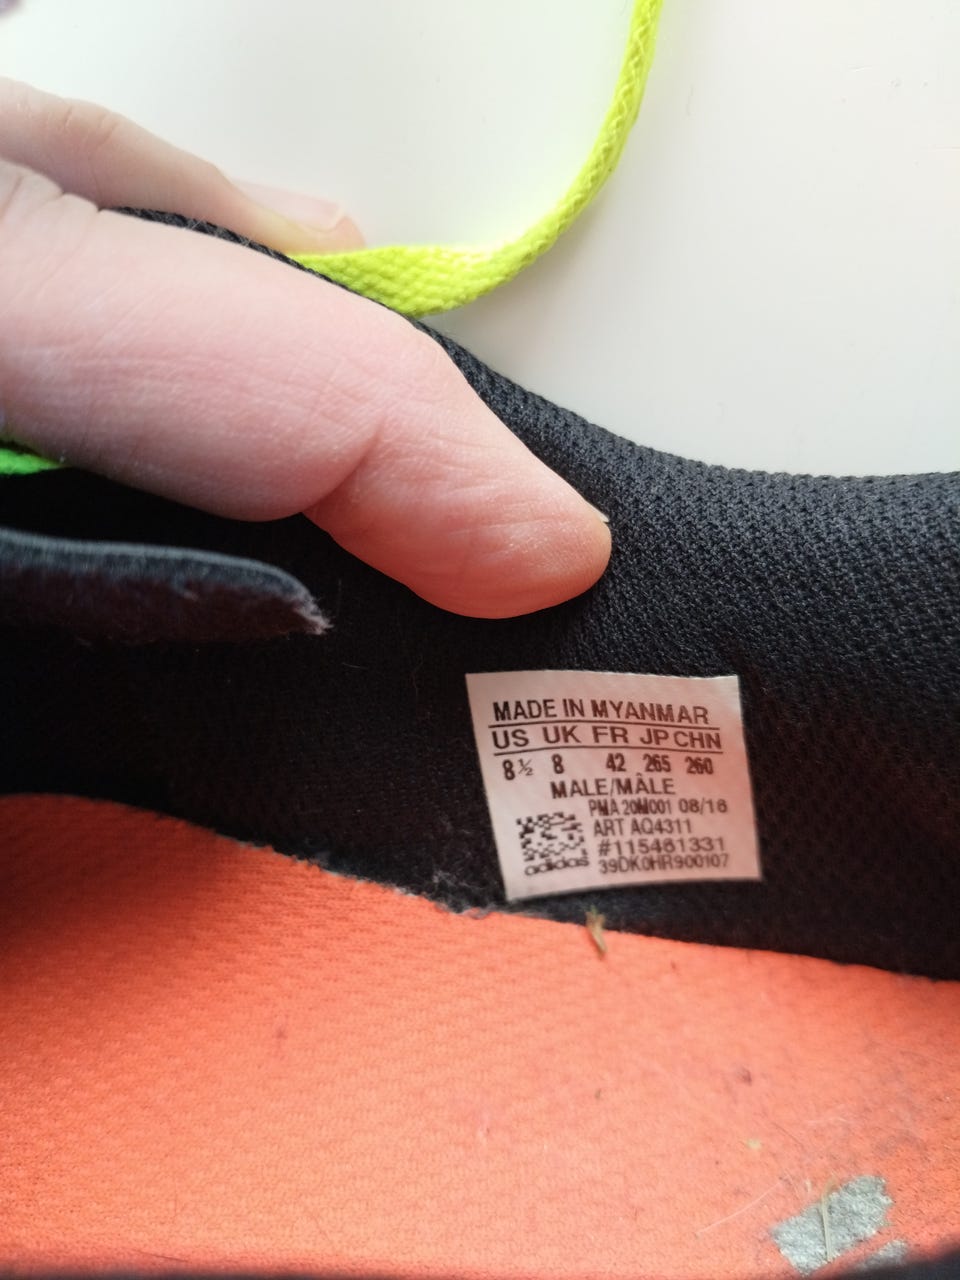 MADE IN MYANMAR
US UK FR JP CHN
8½ 8 42 265 260
MALE/MÂLE
PMA 20M001 08/16
ART AQ4311
#115461331
adidas 39DK0HR900107